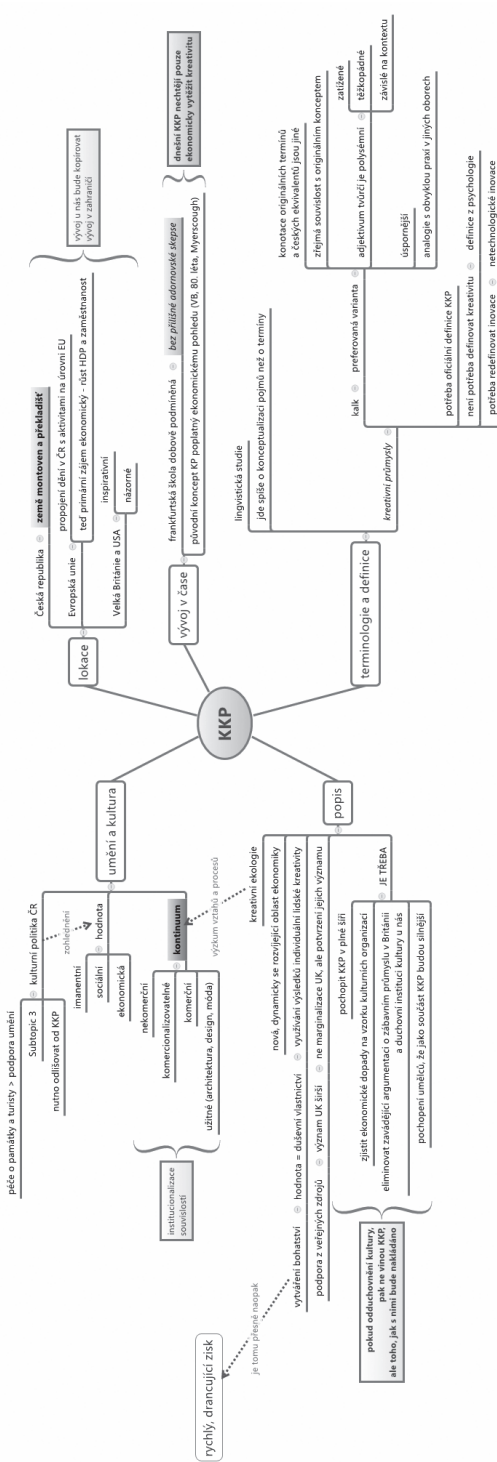 KKP
umění a kultura
péče o památky a turisty > podpora umění
Subtopic 3
kulturní politika ČR
nutno odlišovat od KKP
zohlednění
imanentní
sociální
hodnota
ekonomická
nekomerční
komercionalizovatelné
kontinuum
komerční
užitné (architektura, design, móda)
institucionalizace
souvislostí
výzkum vztahů a procesů
lokace
Česká republika
země montoven a překladišť
propojení dění v ČR s aktivitami na úrovni EU
Evropská unie
teď primární zájem ekonomický - růst HDP a zaměstnanost
inspirativní
Velká Británie a USA
názorné
vývoj u nás bude kopírovat
vývoj v zahraničí
vývoj v čase
frankfurtská škola dobově podmíněná
bez přílišné adornovské skepse
původní koncept KP poplatný ekonomickému pohledu (VB, 80. léta, Myerscough)
dnešní KKP nechtějí pouze
ekonomicky vytěžit kreativitu
popis
kreativní ekologie
nová, dynamicky se rozvíjející oblast ekonomiky
vytváření bohatství
hodnota = duševní vlastnictví
využívání výsledků individuální lidské kreativity
podpora z veřejných zdrojů
význam UK širší
ne marginalizace UK, ale potvrzení jejich významu
pochopit KKP v plné šíři
zjistit ekonomické dopady na vzorku kulturních organizací
JE TŘEBA
eliminovat zavádějící argumentaci o zábavním průmyslu v Británii
a duchovní instituci kultury u nás
pochopení umělců, že jako součást KKP budou silnější
pokud odduchovnění kultury,
pak ne vinou KKP,
ale toho, jak s nimi bude nakládáno
je tomu přesně naopak
rychlý, drancující zisk
terminologie a definice
lingvistická studie
jde spíše o konceptualizaci pojmů než o termíny
kreativní průmysly
kalk
preferovaná varianta
konotace originálních termínů
a českých ekvivalentů jsou jiné
zřejmá souvislost s originálním konceptem
adjektivum tvůrčí je polysémní
zatížené
těžkopádné
závislé na kontextu
úspornější
analogie s obvyklou praxí v jiných oborech
potřeba oficiální definice KKP
není potřeba definovat kreativitu
definice z psychologie
potřeba redefinovat inovace
netechnologické inovace